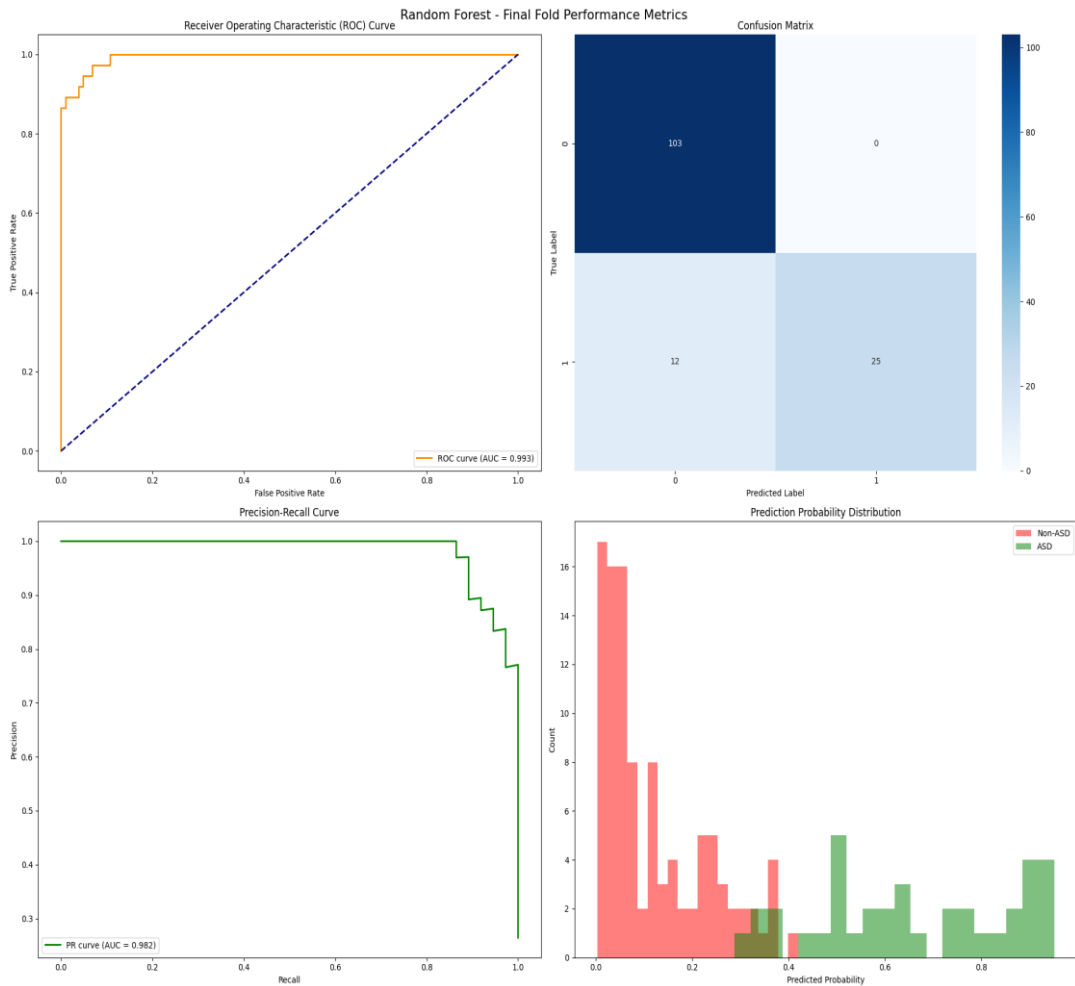 Random Forest - Final Fold Performance Metrics
Receiver Operating Characteristic (ROC) Curve
1.0
0.8
0.6
0.4
0.2
0.0
True Positive Rate
0.0 0.2 0.4 0.6 0.8 1.0
False Positive Rate
ROC curve (AUC = 0.993)
Confusion Matrix
103 0
12 25
0
1
True Label
0 1
Predicted Label
100
80
60
40
20
0
Precision-Recall Curve
1.0
0.9
0.8
0.7
0.6
0.5
0.4
0.3
Precision
PR curve (AUC = 0.982)
0.0 0.2 0.4 0.6 0.8 1.0
Recall
Prediction Probability Distribution
Non-ASD
ASD
16
14
12
10
8
6
4
2
0
Count
0.0 0.2 0.4 0.6 0.8
Predicted Probability